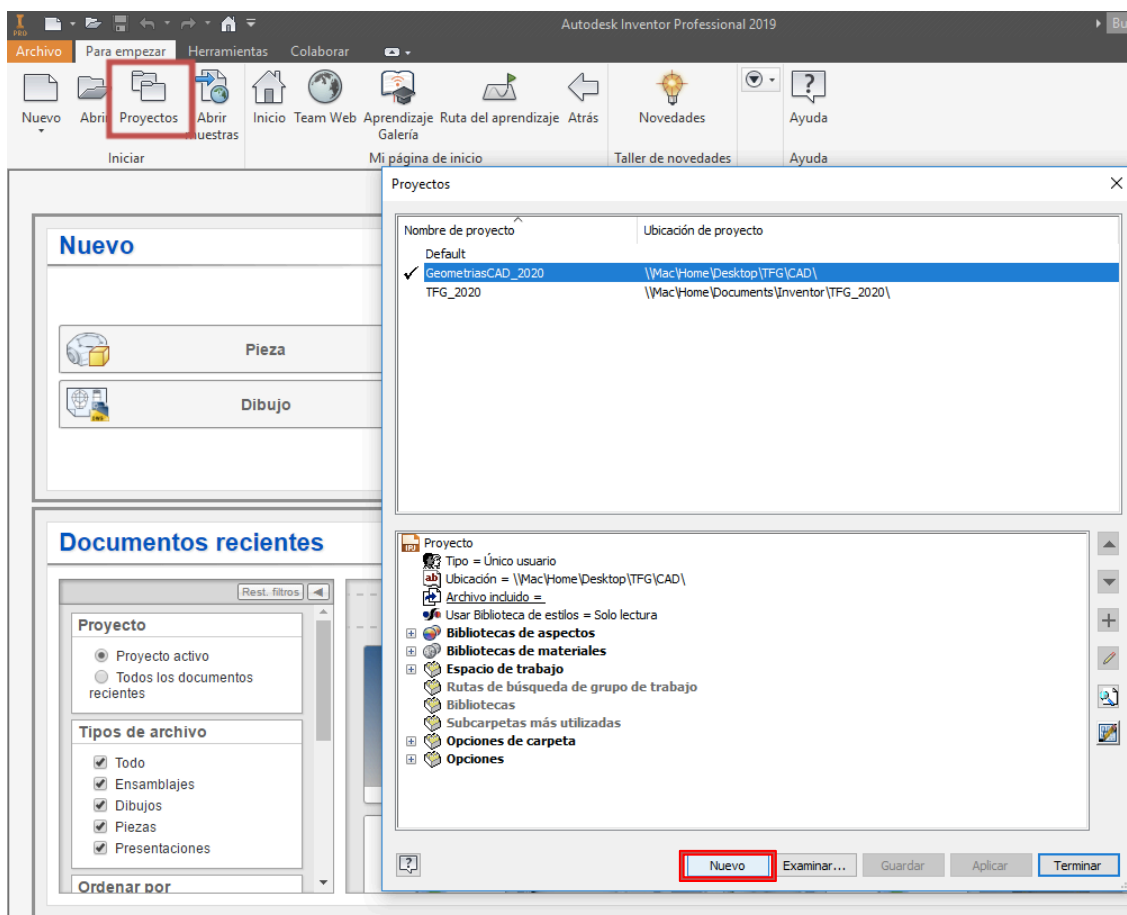 I
PRO
Autodesk Inventor Professional 2019
Bu
Archivo
Para empezar
Herramientas
Colaborar
Nuevo
Abrir
Proyectos
Abrir muestras
Inicio
Team Web
Aprendizaje
Galería
Ruta del aprendizaje
Atrás
Novedades
Ayuda
Iniciar
Mi página de inicio
Taller de novedades
Ayuda
Nuevo
Pieza
Dibujo
Documentos recientes
Rest. filtros
Proyecto
Proyecto activo
Todos los documentos
recientes
Tipos de archivo
Todo
Ensamblajes
Dibujos
Piezas
Presentaciones
Ordenar por
Proyectos
Nombre de proyecto
Ubicación de proyecto
Default
GeometriasCAD_2020
\\Mac\Home\Desktop\TFG\CAD\
TFG_2020
\\Mac\Home\Documents\Inventor\TFG_2020\
IPJ
Proyecto
Tipo = Único usuario
ab
Ubicación = \\Mac\Home\Desktop\TFG\CAD\
Archivo incluido =
Usar Biblioteca de estilos = Solo lectura
Bibliotecas de aspectos
Bibliotecas de materiales
Espacio de trabajo
Rutas de búsqueda de grupo de trabajo
Bibliotecas
Subcarpetas más utilizadas
Opciones de carpeta
Opciones
Nuevo
Examinar...
Guardar
Aplicar
Terminar